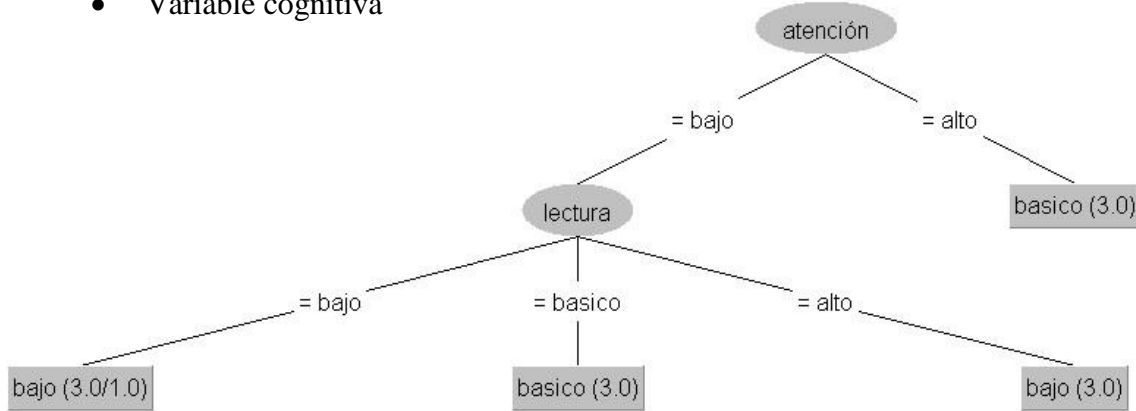 • Variable cognitiva
atención
= bajo
= alto
lectura
basico (3.0)
= bajo
= basico
= alto
bajo (3.0/1.0)
basico (3.0)
bajo (3.0)